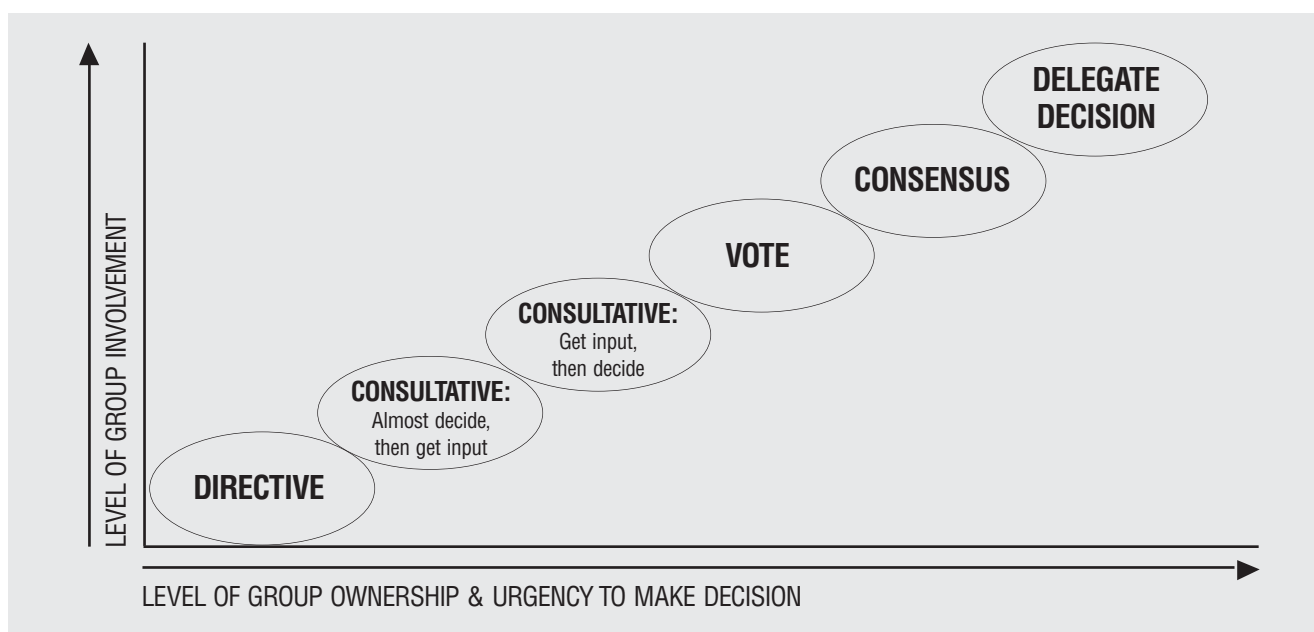 DELEGATE
DECISION
CONSENSUS
VOTE
CONSULTATIVE:
Get input,
then decide
CONSULTATIVE:
Almost decide,
then get input
DIRECTIVE
LEVEL OF GROUP INVOLVEMENT
LEVEL OF GROUP OWNERSHIP & URGENCY TO MAKE DECISION